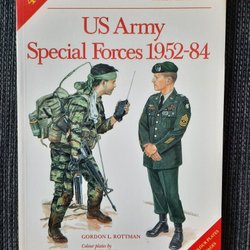 US Army
Special Forces 1952-84
GORDON L. ROTTMAN
Colour plates by